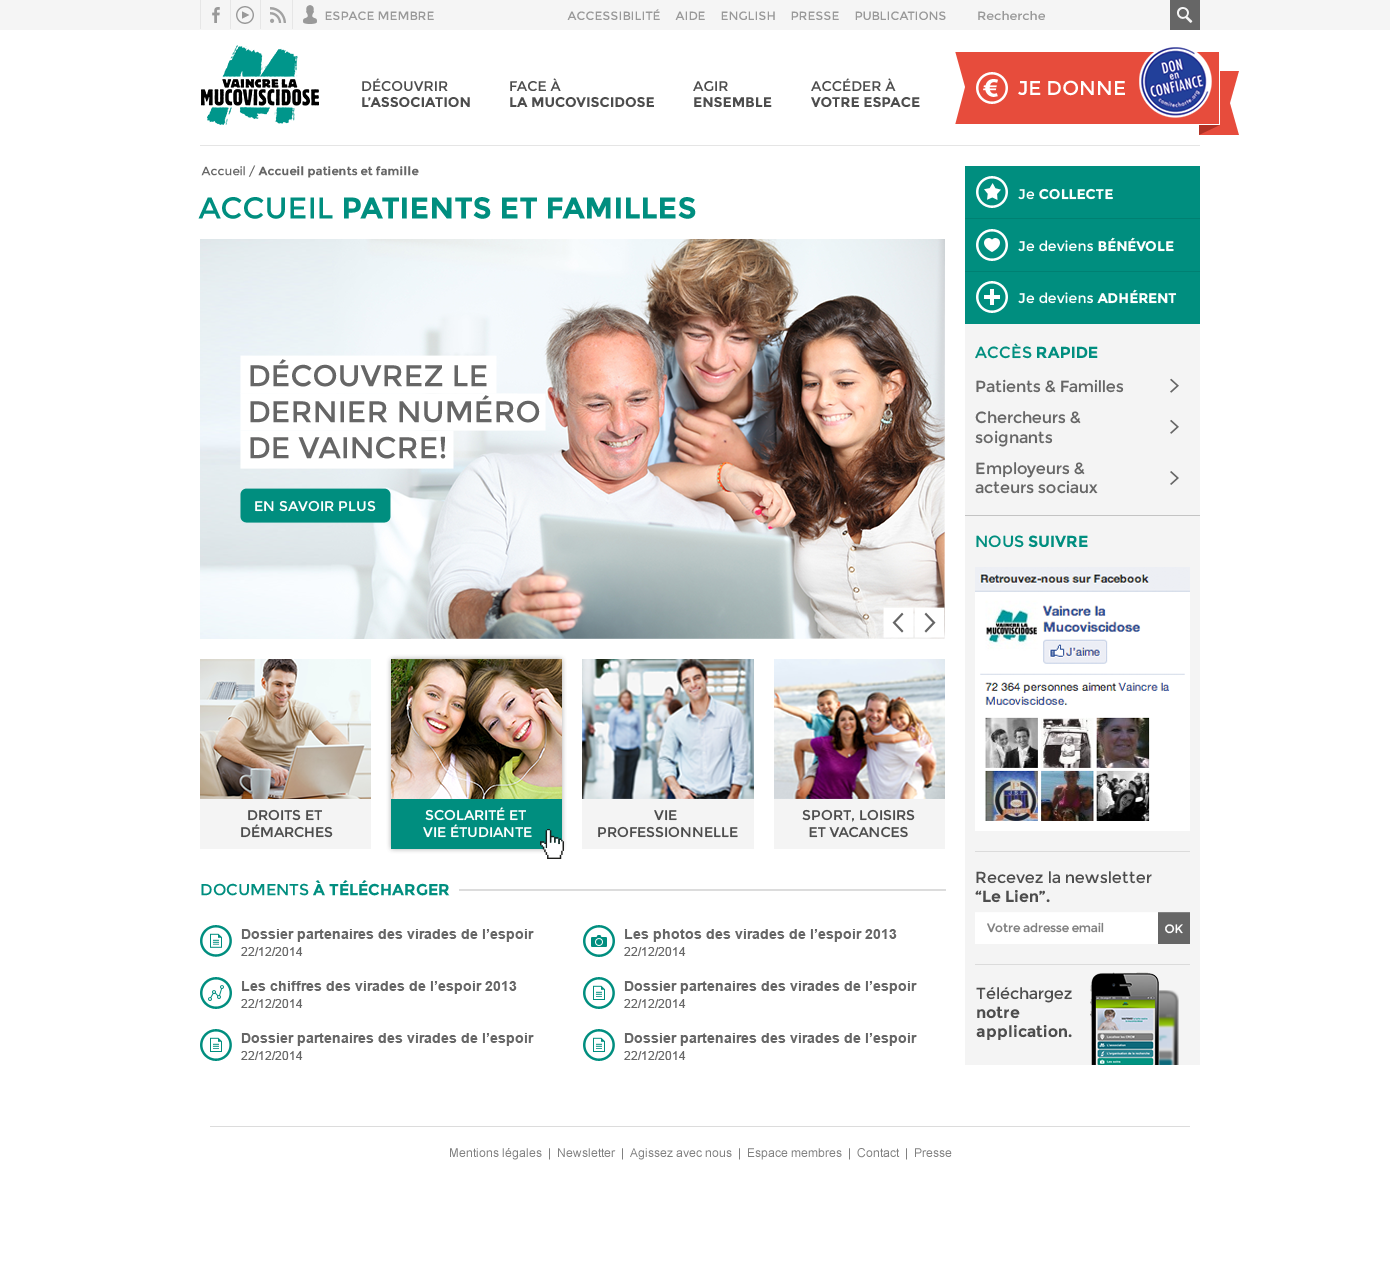 ESPACE MEMBRE
ACCESSIBILITÉ
AIDE
ENGLISH
PRESSE
PUBLICATIONS
Recherche
VAINCRE LA
MUCOVISCIDOSE
DÉCOUVRIR
L’ASSOCIATION
FACE À
LA MUCOVISCIDOSE
AGIR
ENSEMBLE
ACCÉDER À
VOTRE ESPACE
€ JE DONNE
DON
en
CONFIANCE
comitecharte.org
Accueil / Accueil patients et famille
ACCUEIL PATIENTS ET FAMILLES
DÉCOUVREZ LE
DERNIER NUMÉRO
DE VAINCRE!
EN SAVOIR PLUS
DROITS ET
DÉMARCHES
SCOLARITÉ ET
VIE ÉTUDIANTE
VIE
PROFESSIONNELLE
SPORT, LOISIRS
ET VACANCES
DOCUMENTS À TÉLÉCHARGER
Dossier partenaires des virades de l’espoir
22/12/2014
Les chiffres des virades de l’espoir 2013
22/12/2014
Dossier partenaires des virades de l’espoir
22/12/2014
Les photos des virades de l’espoir 2013
22/12/2014
Dossier partenaires des virades de l’espoir
22/12/2014
Dossier partenaires des virades de l’espoir
22/12/2014
Je COLLECTE
Je deviens BÉNÉVOLE
Je deviens ADHÉRENT
ACCÈS RAPIDE
Patients & Familles
Chercheurs &
soignants
Employeurs &
acteurs sociaux
NOUS SUIVRE
Retrouvez-nous sur Facebook
VAINCRE LA
MUCOVISCIDOSE
Vaincre la
Mucoviscidose
J'aime
72 364 personnes aiment Vaincre la
Mucoviscidose.
Recevez la newsletter
“Le Lien”.
Votre adresse email
OK
Téléchargez
notre
application.
Mentions légales | Newsletter | Agissez avec nous | Espace membres | Contact | Presse